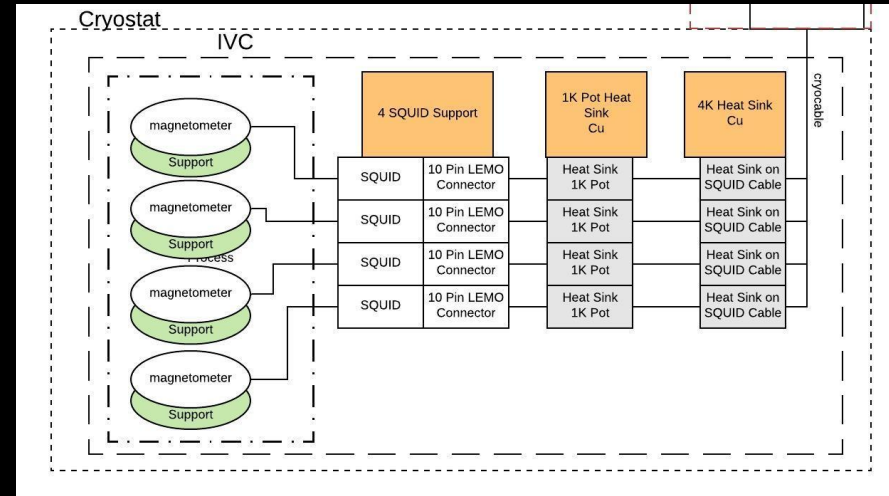 Cryostat
IVC
cryocable
4 SQUID Support
1K Pot Heat
Sink
Cu
4K Heat Sink
Cu
magnetometer
Support
magnetometer
Support
Process
magnetometer
Support
magnetometer
Support
SQUID
10 Pin LEMO
Connector
Heat Sink
1K Pot
Heat Sink on
SQUID Cable
SQUID
10 Pin LEMO
Connector
Heat Sink
1K Pot
Heat Sink on
SQUID Cable
SQUID
10 Pin LEMO
Connector
Heat Sink
1K Pot
Heat Sink on
SQUID Cable
SQUID
10 Pin LEMO
Connector
Heat Sink
1K Pot
Heat Sink on
SQUID Cable